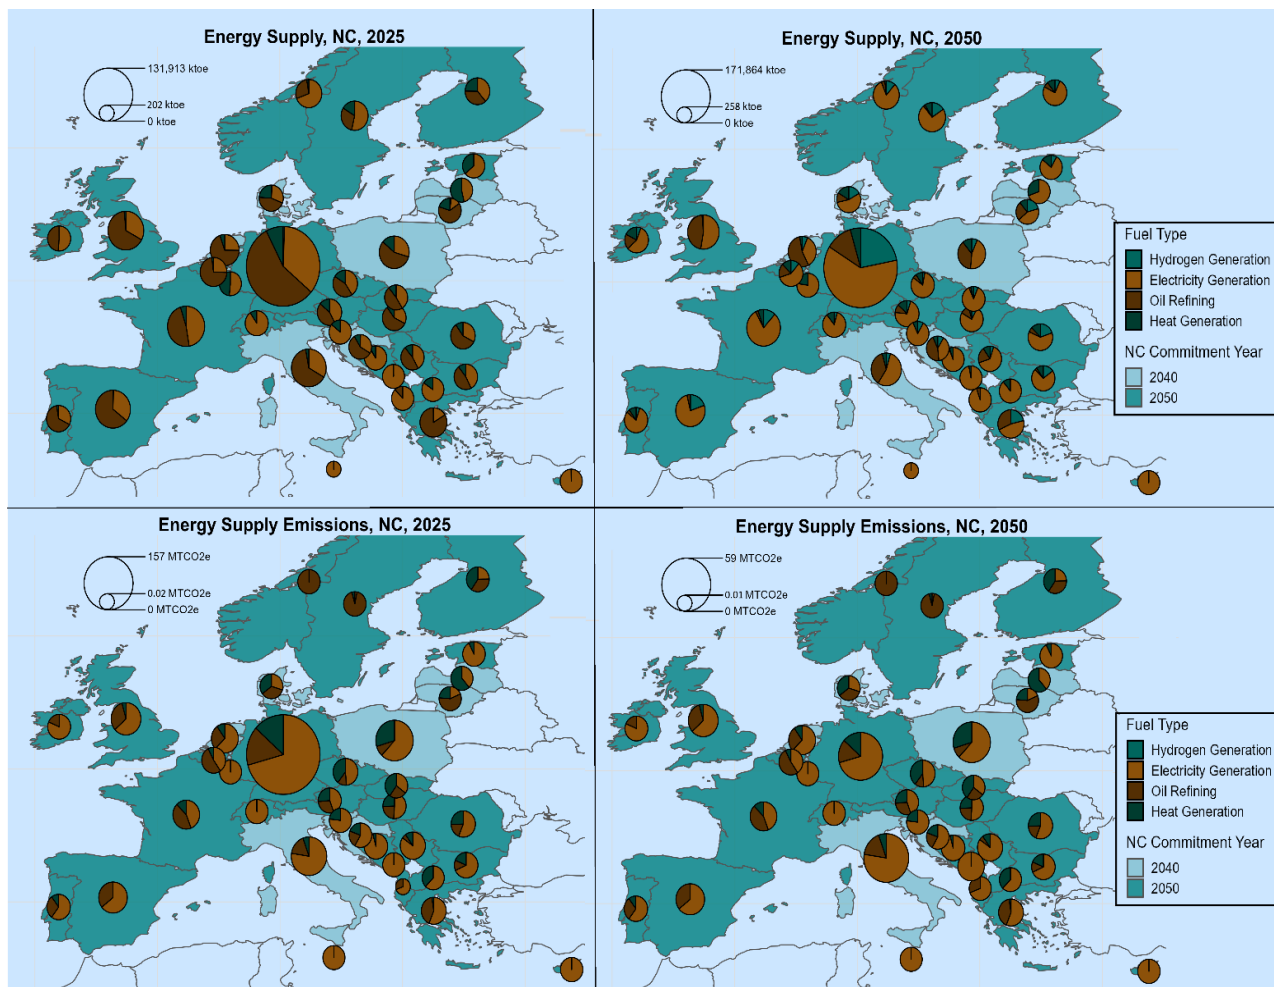 Energy Supply, NC, 2025
131,913 ktoe
202 ktoe
0 ktoe
Energy Supply, NC, 2050
171,864 ktoe
258 ktoe
0 ktoe
Fuel Type
Hydrogen Generation
Electricity Generation
Oil Refining
Heat Generation
NC Commitment Year
2040
2050
Energy Supply Emissions, NC, 2025
157 MTCO2e
0.02 MTCO2e
0 MTCO2e
Energy Supply Emissions, NC, 2050
59 MTCO2e
0.01 MTCO2e
0 MTCO2e
Fuel Type
Hydrogen Generation
Electricity Generation
Oil Refining
Heat Generation
NC Commitment Year
2040
2050